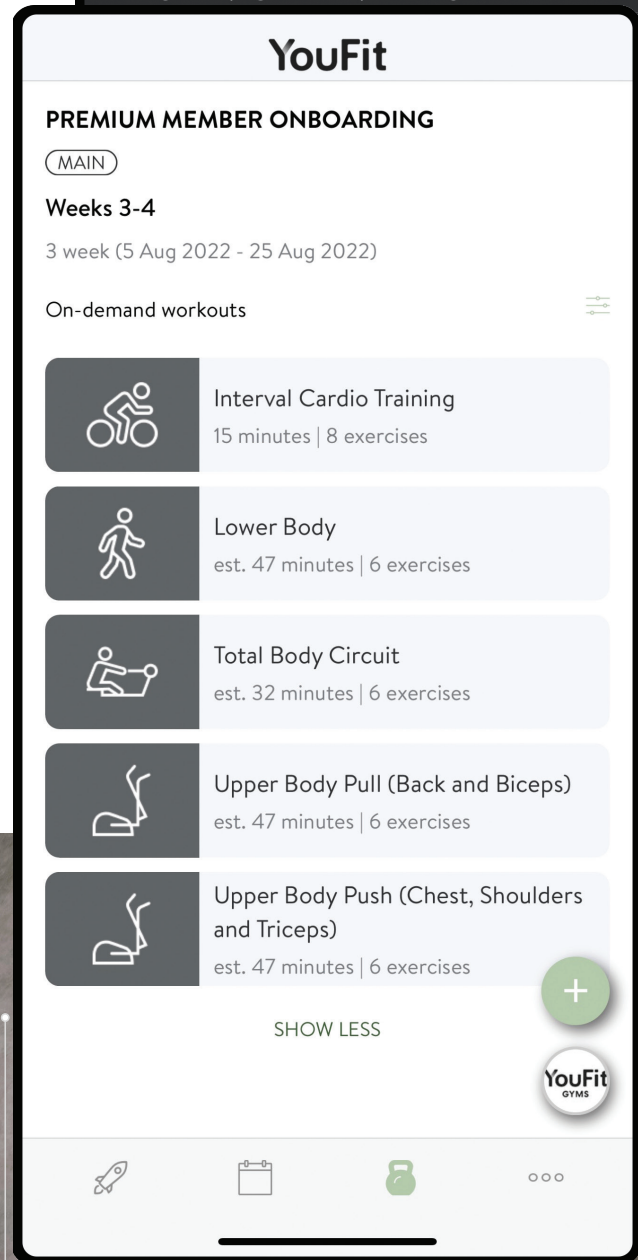 YouFit
PREMIUM MEMBER ONBOARDING
MAIN
Weeks 3-4
3 week (5 Aug 2022 - 25 Aug 2022)
On-demand workouts
Interval Cardio Training
15 minutes | 8 exercises
Lower Body
est. 47 minutes | 6 exercises
Total Body Circuit
est. 32 minutes | 6 exercises
Upper Body Pull (Back and Biceps)
est. 47 minutes | 6 exercises
Upper Body Push (Chest, Shoulders
and Triceps)
est. 47 minutes | 6 exercises
+
SHOW LESS
YouFit
GYMS